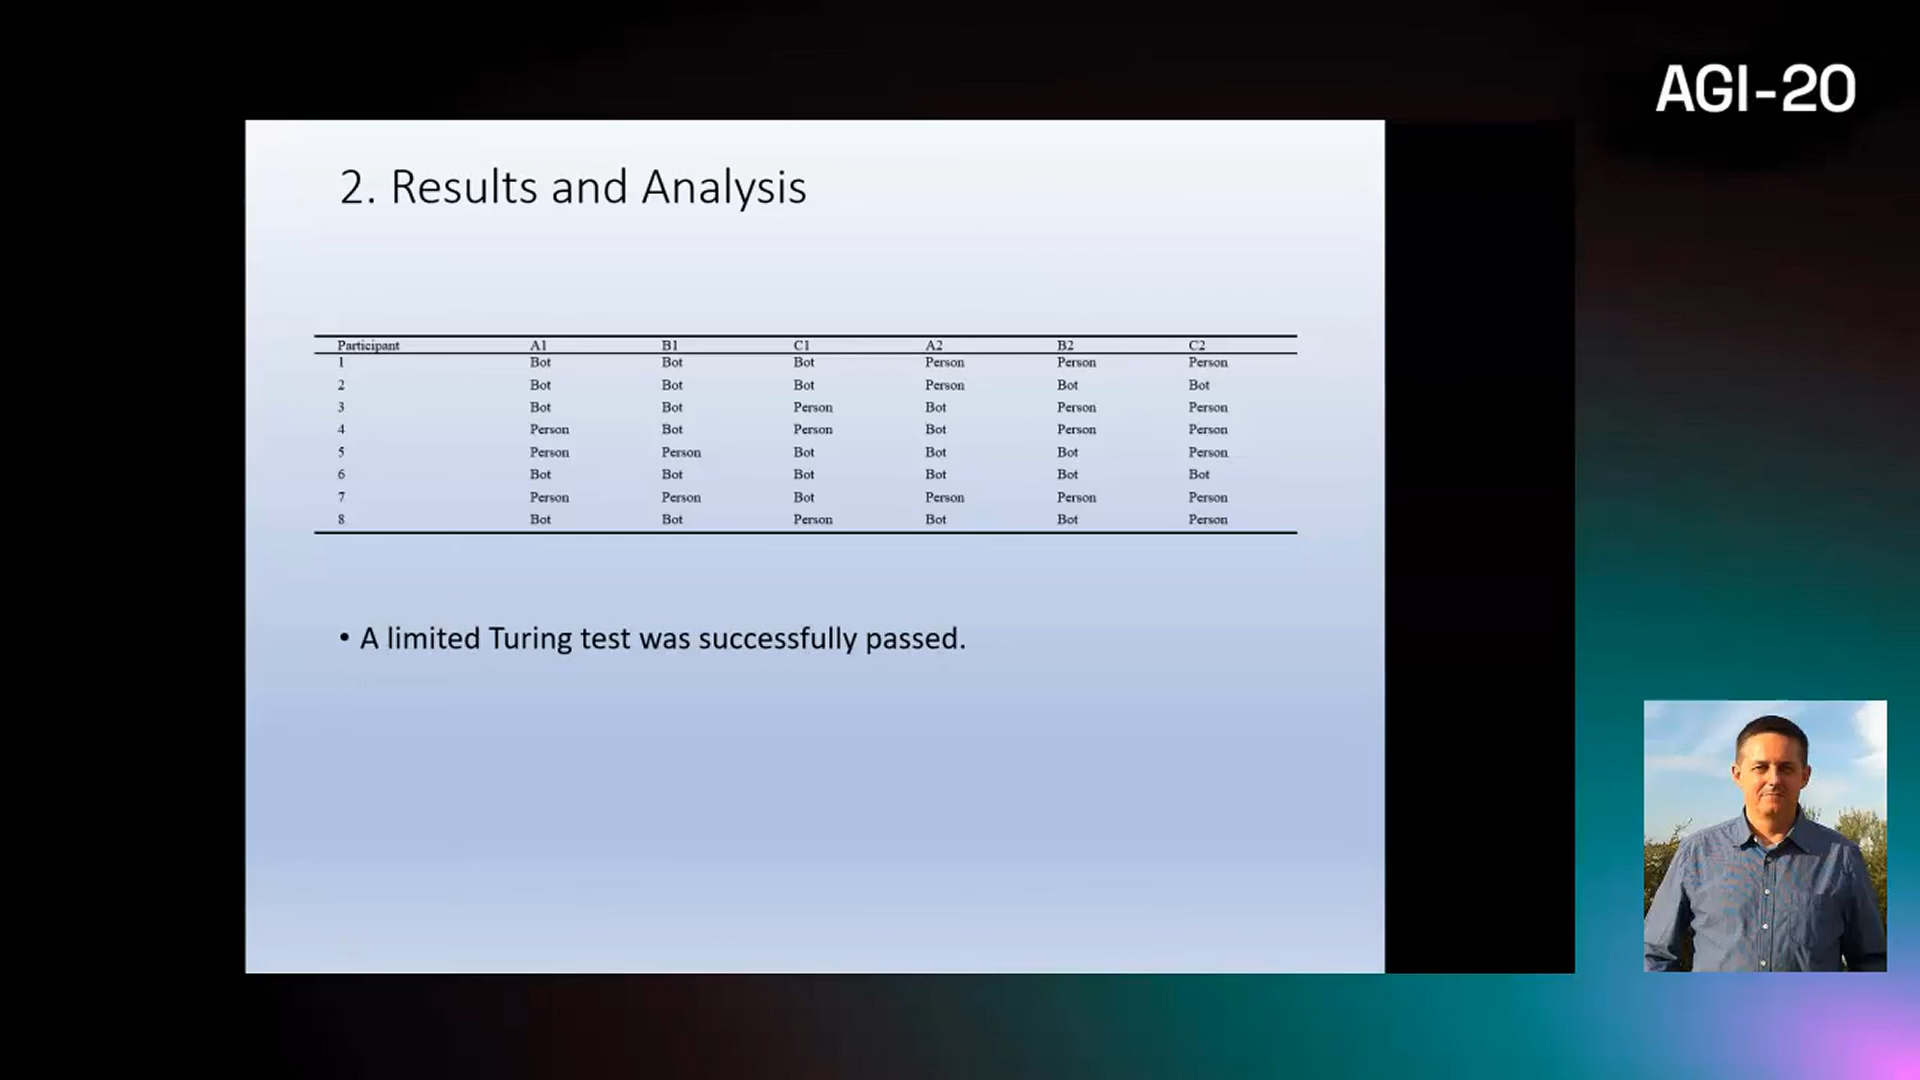 AGI-20
2. Results and Analysis
Participant A1 B1 C1 A2 B2 C2
1 Bot Bot Bot Person Person Person
2 Bot Bot Bot Person Bot Bot
3 Bot Bot Person Bot Person Person
4 Person Bot Person Bot Person Person
5 Person Person Bot Bot Bot Person
6 Bot Bot Bot Bot Bot Bot
7 Person Person Bot Person Person Person
8 Bot Bot Person Bot Bot Person
• A limited Turing test was successfully passed.